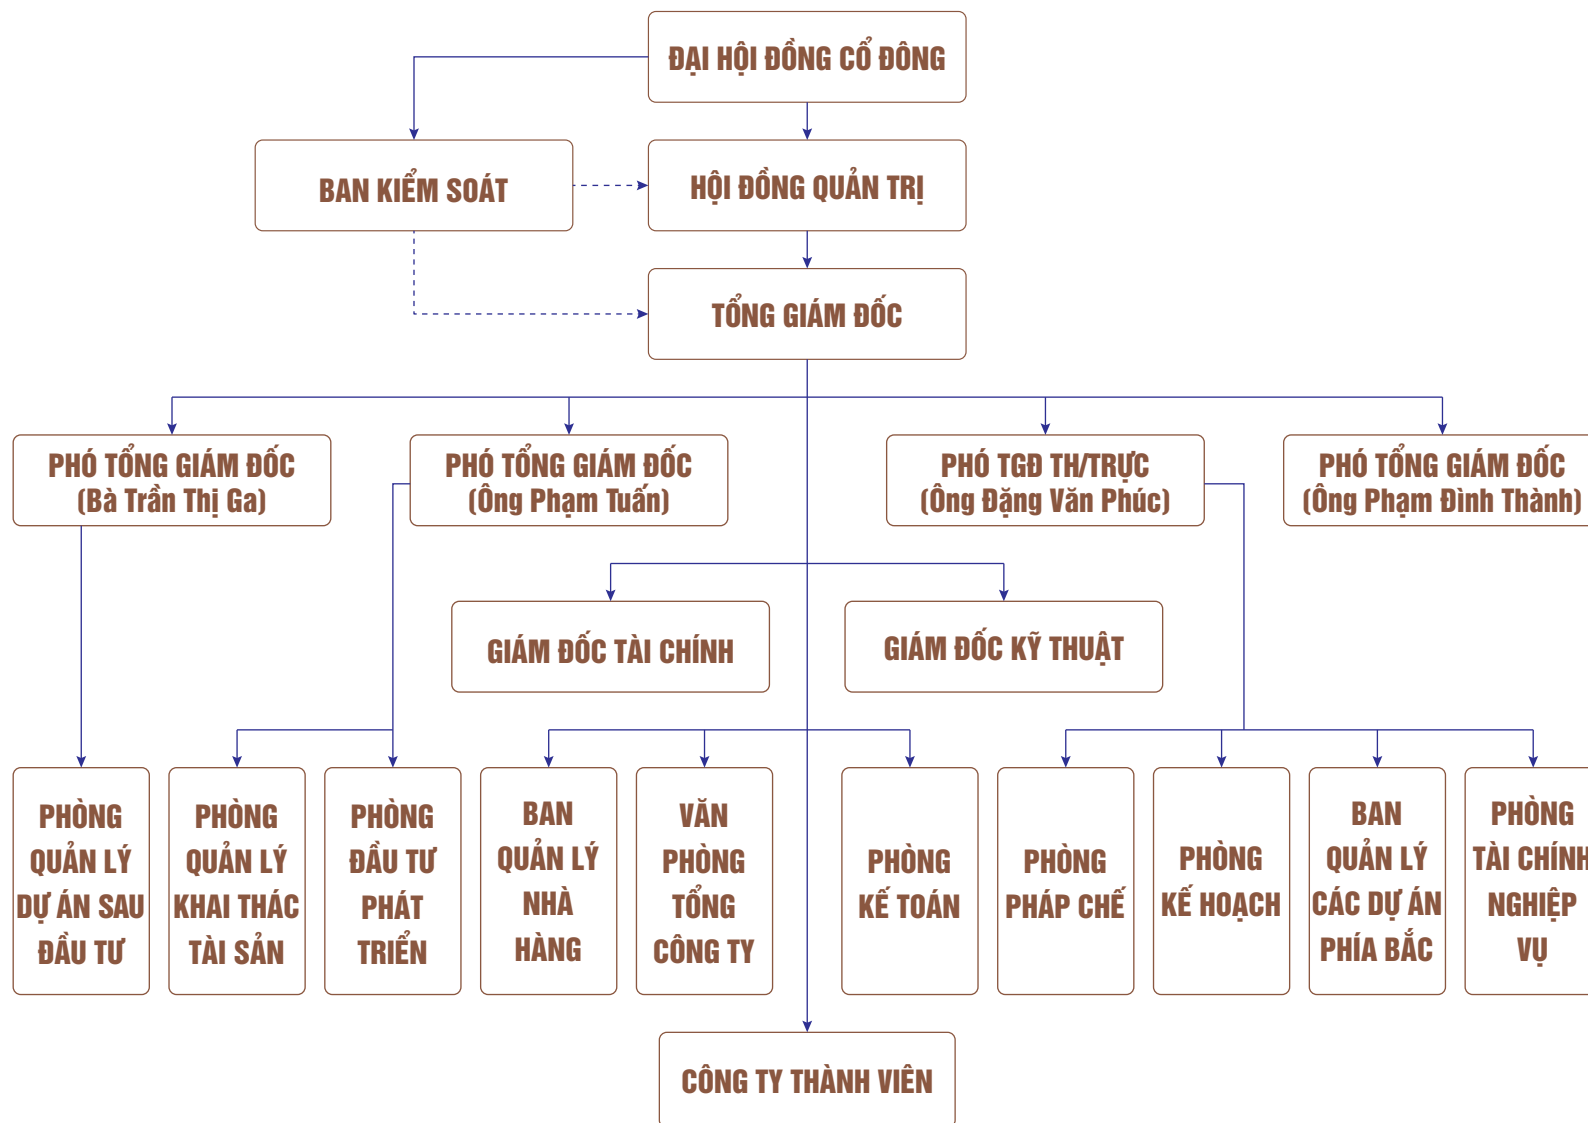 ĐẠI HỘI ĐỒNG CỔ ĐÔNG
BAN KIỂM SOÁT
HỘI ĐỒNG QUẢN TRỊ
TỔNG GIÁM ĐỐC
PHÓ TỔNG GIÁM ĐỐC
(Bà Trần Thị Ga)
PHÓ TỔNG GIÁM ĐỐC
(Ông Phạm Tuấn)
PHÓ TGĐ TH/TRỰC
(Ông Đặng Văn Phúc)
PHÓ TỔNG GIÁM ĐỐC
(Ông Phạm Đình Thành)
GIÁM ĐỐC TÀI CHÍNH
GIÁM ĐỐC KỸ THUẬT
PHÒNG
QUẢN LÝ
DỰ ÁN SAU
ĐẦU TƯ
PHÒNG
QUẢN LÝ
KHAI THÁC
TÀI SẢN
PHÒNG
ĐẦU TƯ
PHÁT
TRIỂN
BAN
QUẢN LÝ
NHÀ
HÀNG
VĂN
PHÒNG
TỔNG
CÔNG TY
PHÒNG
KẾ TOÁN
PHÒNG
PHÁP CHẾ
PHÒNG
KẾ HOẠCH
BAN
QUẢN LÝ
CÁC DỰ ÁN
PHÍA BẮC
PHÒNG
TÀI CHÍNH
NGHIỆP
VỤ
CÔNG TY THÀNH VIÊN